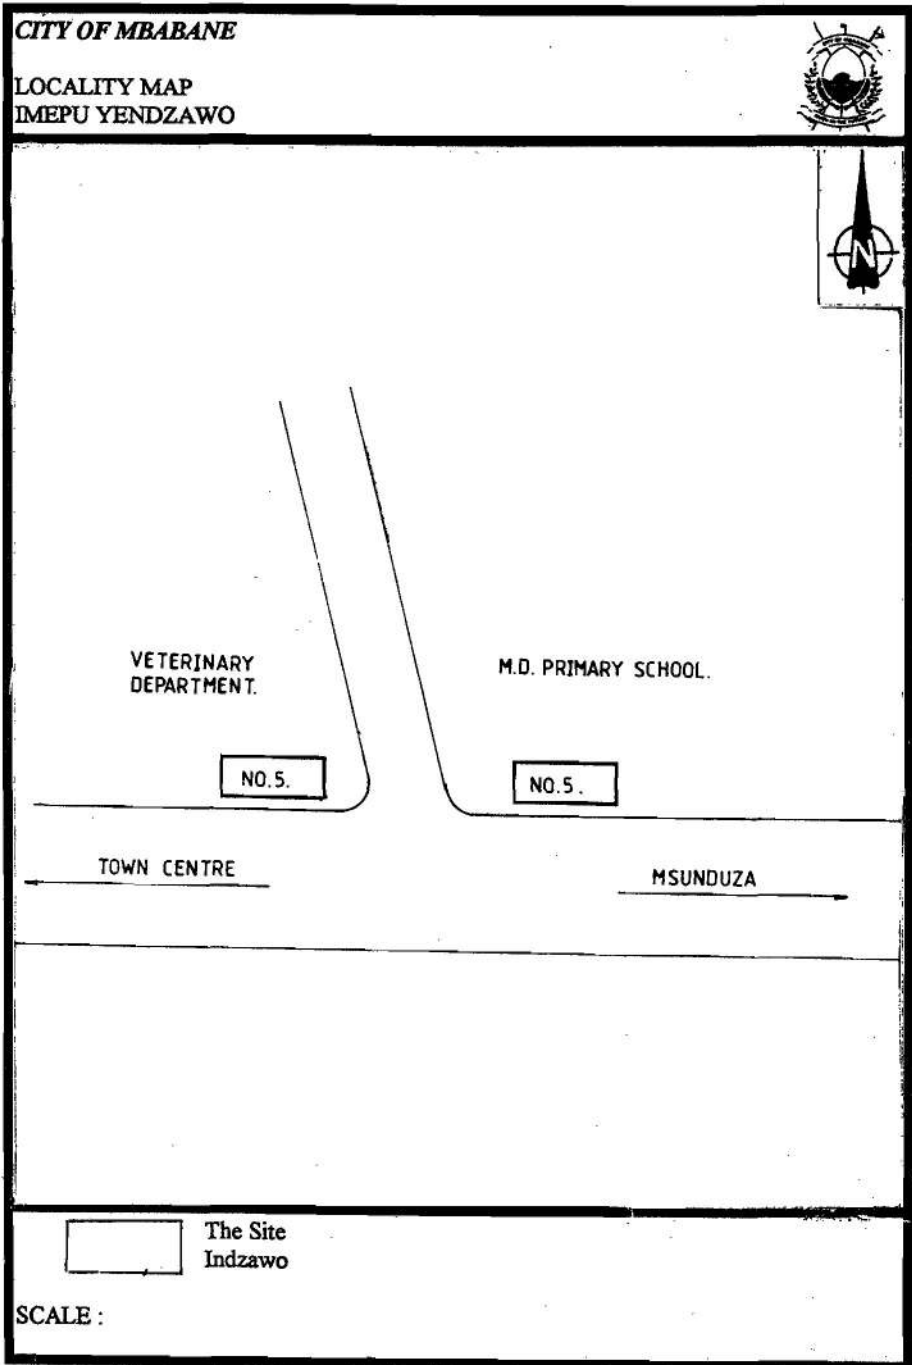 CITY OF MBABANE
LOCALITY MAP
IMEPU YENDZAWO
N
VETERINARY
DEPARTMENT.
M.D. PRIMARY SCHOOL.
NO.5.
NO.5.
TOWN CENTRE
MSUNDUZA
The Site
Indzawo
SCALE :